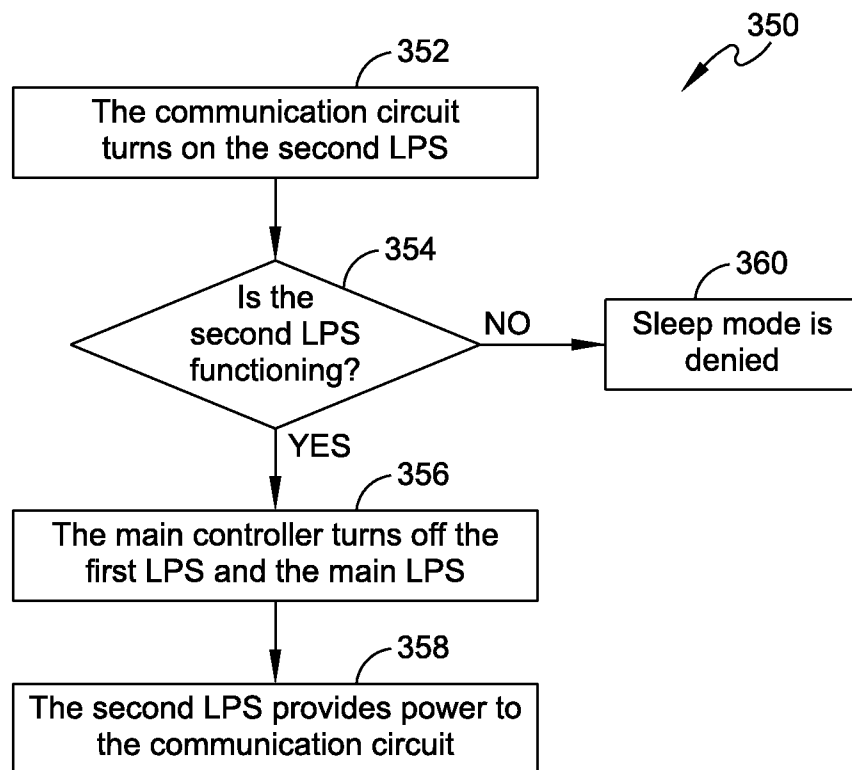 350
352
The communication circuit
turns on the second LPS
354
Is the
second LPS
functioning?
NO
360
Sleep mode is
denied
YES
356
The main controller turns off the
first LPS and the main LPS
358
The second LPS provides power to
the communication circuit